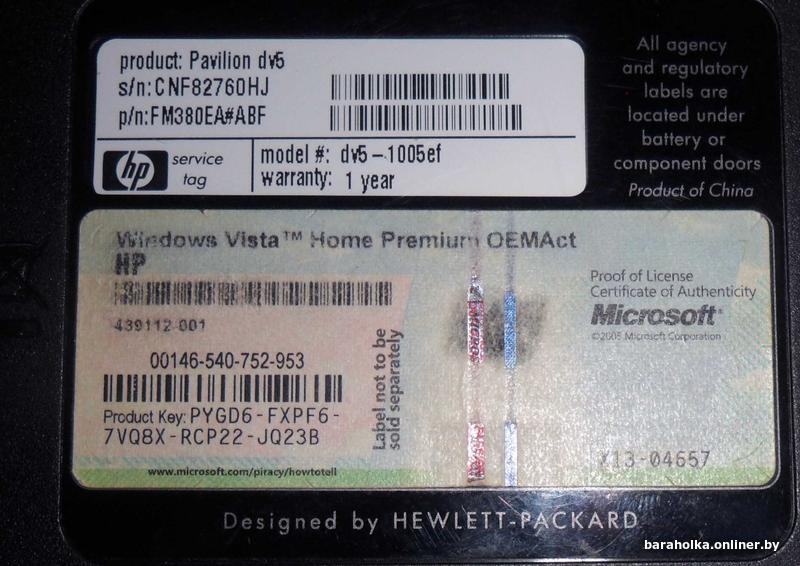 product: Pavilion dv5
s/n:CNF82760HJ
p/n:FM380EA#ABF
hp service tag
model #: dv5-1005ef
warranty: 1 year
All agency
and regulatory
labels are
located under
battery or
component doors
Product of China
Windows Vista™ Home Premium OEMAct
HP
439112-001
00146-540-752-953
Product Key: PYGD6-FXPF6-
7VQ8X-RCP22-JQ23B
Label not to be
sold separately
www.microsoft.com/piracy/howtotell
Proof of License
Certificate of Authenticity
Microsoft®
©2005 Microsoft Corporation
X13-04657
Designed by HEWLETT-PACKARD
baraholka.onliner.by